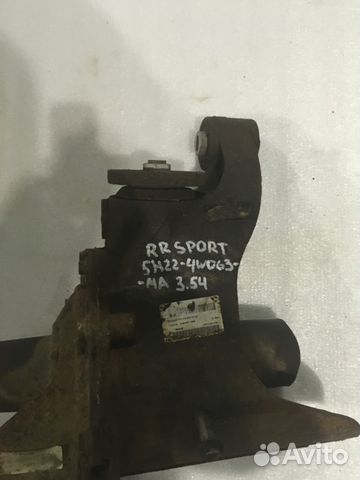 RR SPORT
5H22-4W063-
-MA 3.54
Avito